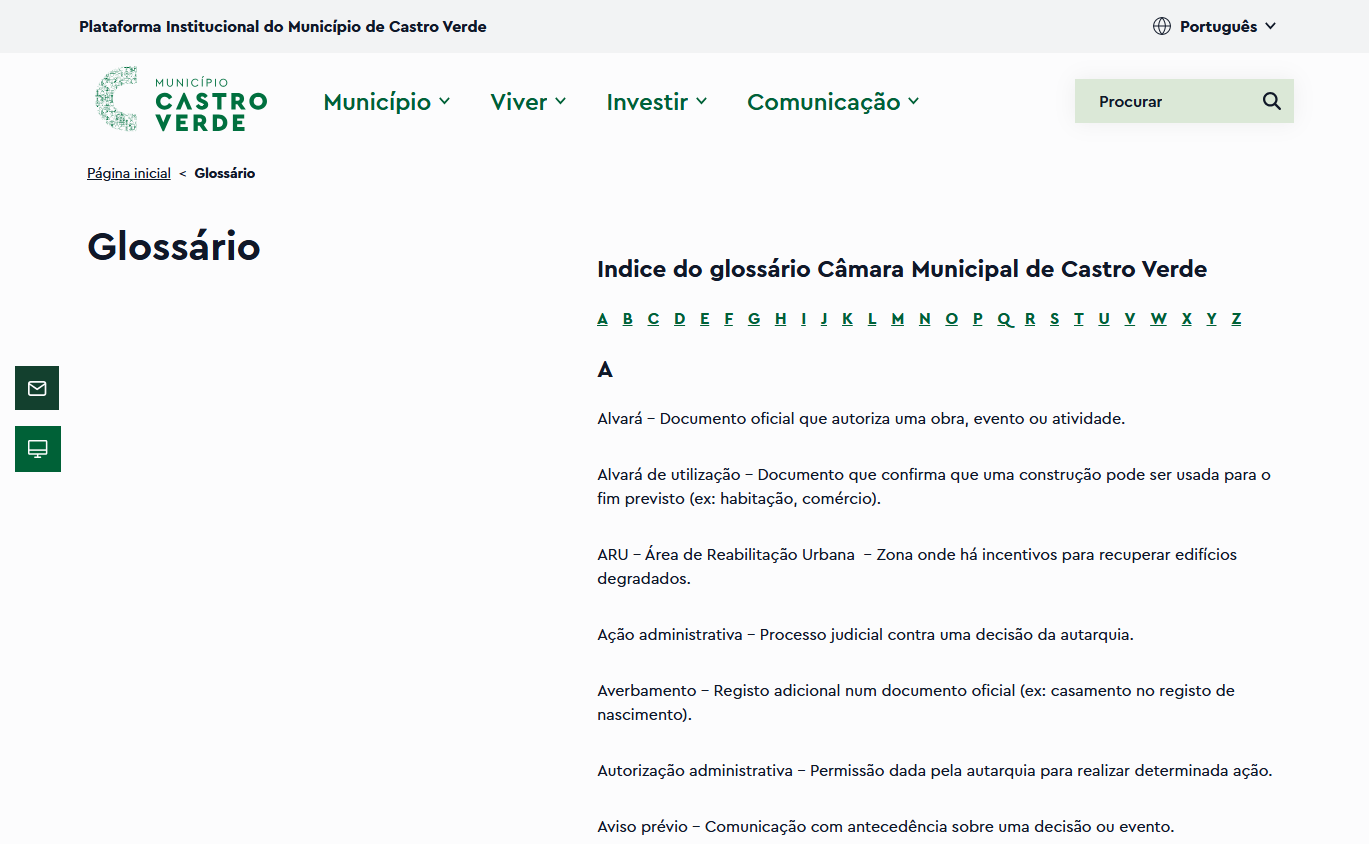 Plataforma Institucional do Município de Castro Verde
Português
MUNICÍPIO
CASTRO
VERDE
Município
Viver
Investir
Comunicação
Procurar
Página inicial < Glossário
Glossário
Indice do glossário Câmara Municipal de Castro Verde
A B C D E F G H I J K L M N O P Q R S T U V W X Y Z
A
Alvará – Documento oficial que autoriza uma obra, evento ou atividade.
Alvará de utilização – Documento que confirma que uma construção pode ser usada para o
fim previsto (ex: habitação, comércio).
ARU – Área de Reabilitação Urbana – Zona onde há incentivos para recuperar edifícios
degradados.
Ação administrativa – Processo judicial contra uma decisão da autarquia.
Averbamento – Registo adicional num documento oficial (ex: casamento no registo de
nascimento).
Autorização administrativa – Permissão dada pela autarquia para realizar determinada ação.
Aviso prévio – Comunicação com antecedência sobre uma decisão ou evento.